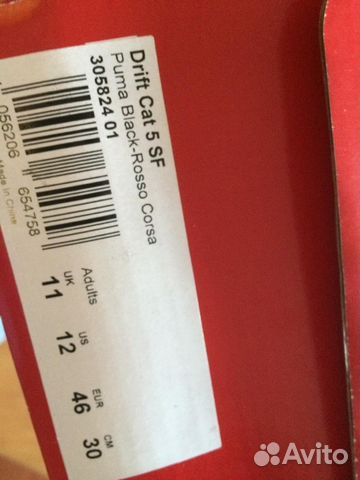 Drift Cat 5 SF
Puma Black-Rosso Corsa
305824 01
056206 654758
Made in China
Adults
UK US EUR CM
11 12 46 30
Avito